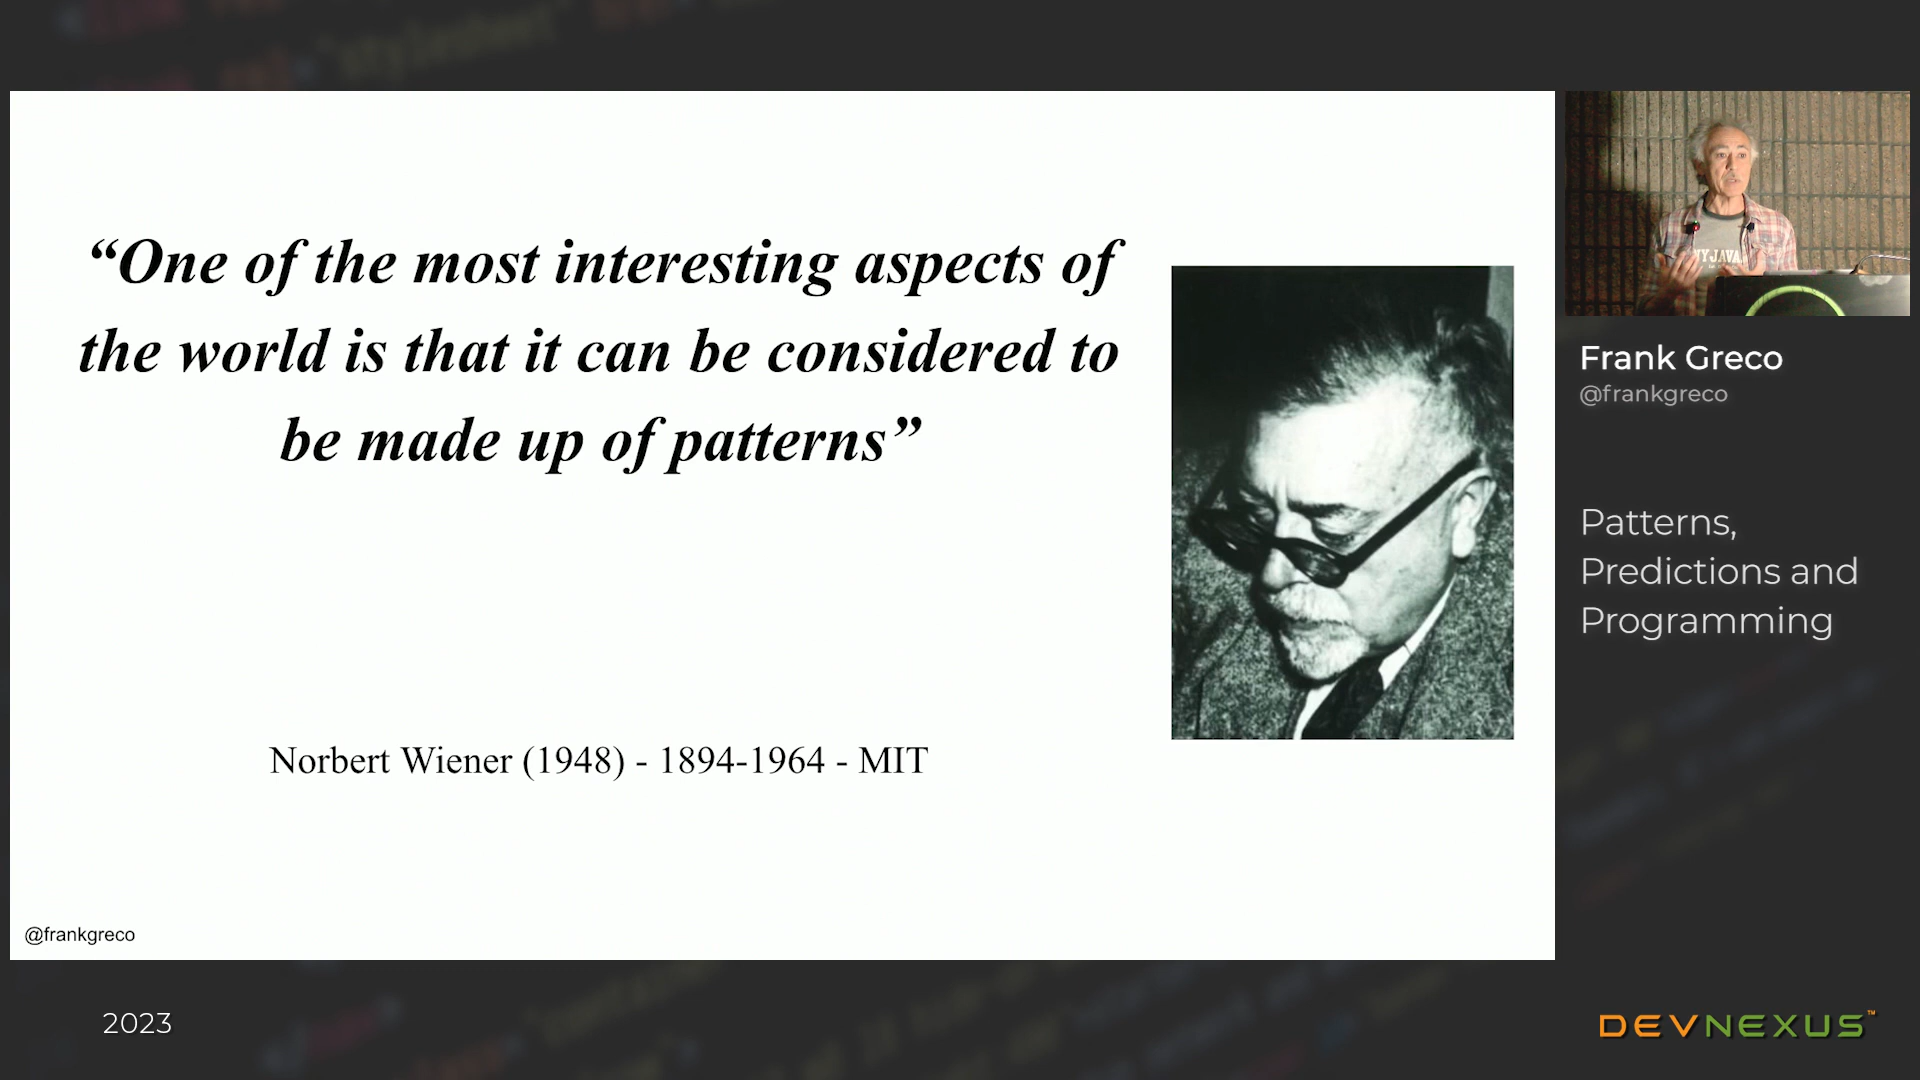 “One of the most interesting aspects of
the world is that it can be considered to
be made up of patterns”
Norbert Wiener (1948) - 1894-1964 - MIT
@frankgreco
Frank Greco
@frankgreco
Patterns,
Predictions and
Programming
2023
DEVNEXUS™